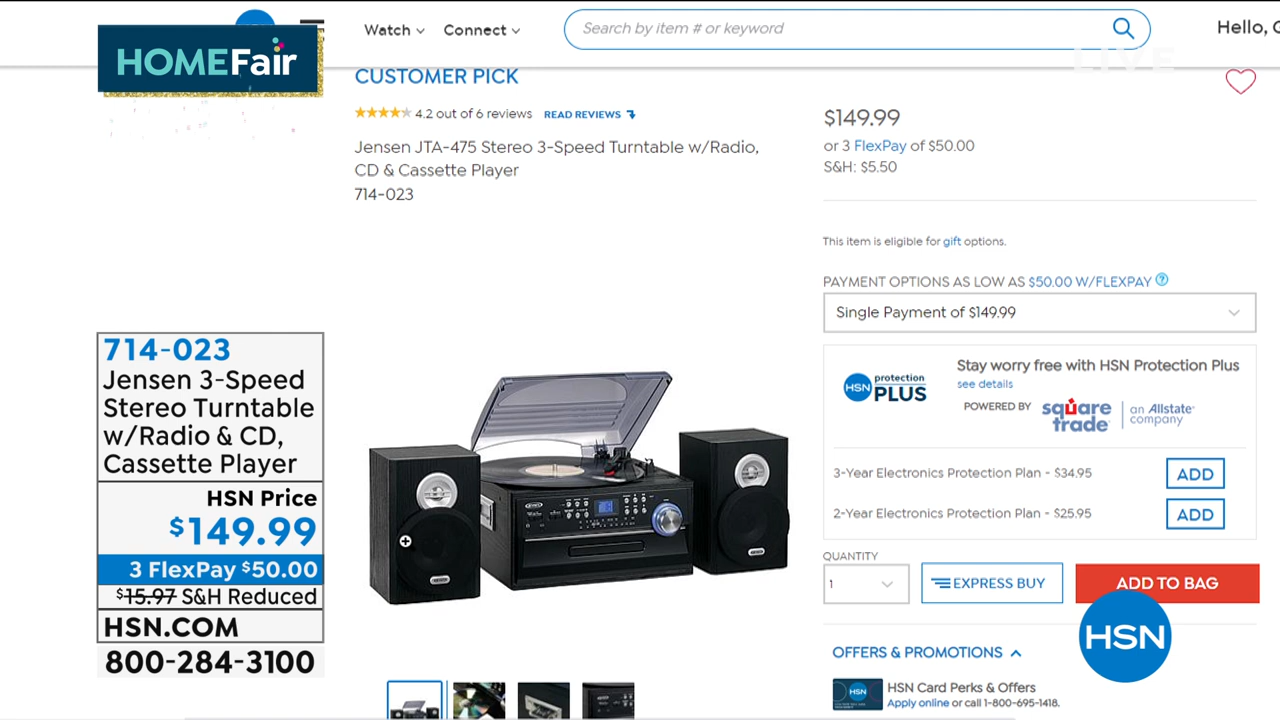 HOMEFair
Watch
Connect
Search by item # or keyword
Hello,
LIVE
CUSTOMER PICK
4.2 out of 6 reviews READ REVIEWS
Jensen JTA-475 Stereo 3-Speed Turntable w/Radio,
CD & Cassette Player
714-023
$149.99
or 3 FlexPay of $50.00
S&H: $5.50
This item is eligible for gift options.
PAYMENT OPTIONS AS LOW AS $50.00 W/FLEXPAY ?
Single Payment of $149.99
HSN protection PLUS
Stay worry free with HSN Protection Plus
see details
POWERED BY square trade an Allstate company
3-Year Electronics Protection Plan - $34.95 ADD
2-Year Electronics Protection Plan - $25.95 ADD
QUANTITY
1
EXPRESS BUY
ADD TO BAG
HSN
OFFERS & PROMOTIONS
HSN
HSN Card Perks & Offers
Apply online or call 1-800-695-1418.
714-023
Jensen 3-Speed
Stereo Turntable
w/Radio & CD,
Cassette Player
HSN Price
$149.99
3 FlexPay $50.00
$15.97 S&H Reduced
HSN.COM
800-284-3100